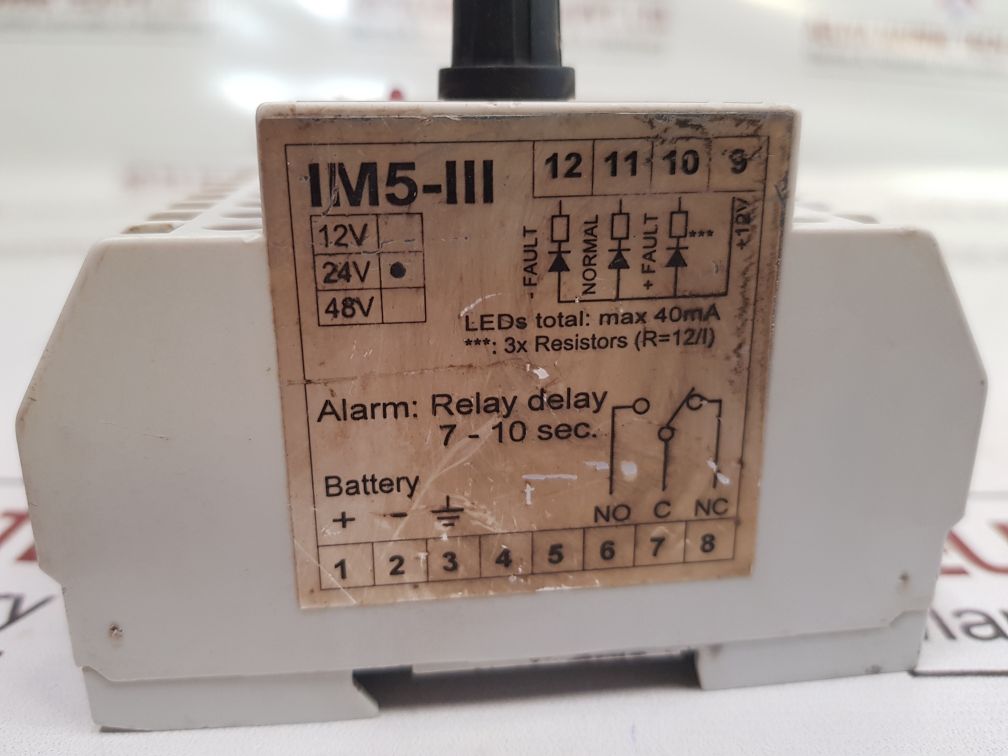 IM5-III
12 11 10 9
12V
24V
48V
- FAULT
NORMAL
+ FAULT
***
+12V
LEDs total: max 40mA
***: 3x Resistors (R=12/I)
Alarm: Relay delay
7 - 10 sec.
Battery
+ -
NO C NC
1 2 3 4 5 6 7 8